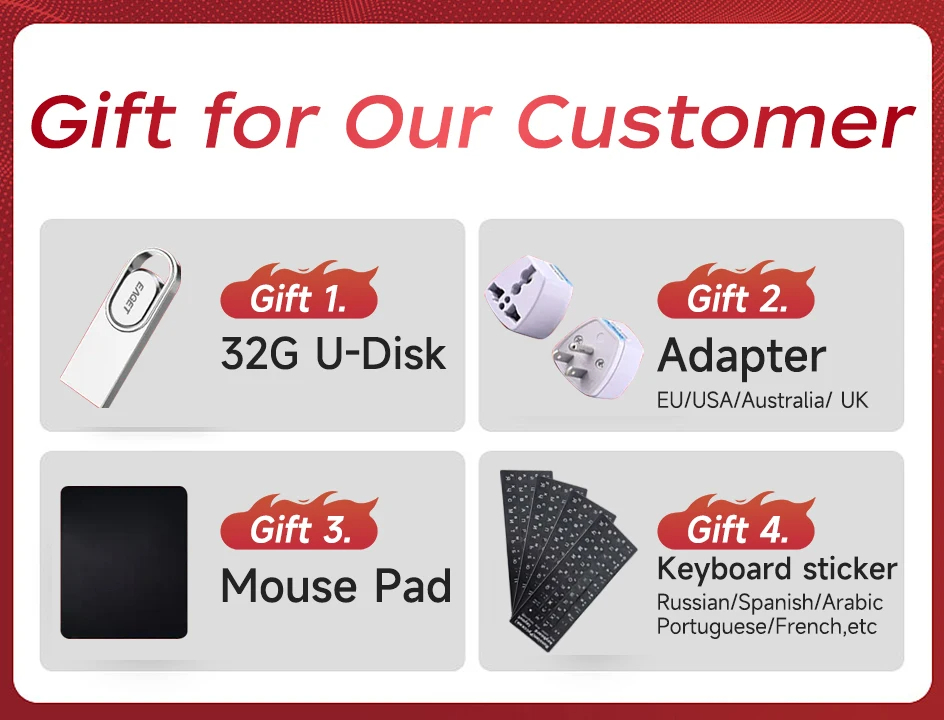 Gift for Our Customer
EAGET
Gift 1.
32G U-Disk
Gift 2.
Adapter
EU/USA/Australia/ UK
Gift 3.
Mouse Pad
Gift 4.
Keyboard sticker
Russian/Spanish/Arabic
Portuguese/French,etc